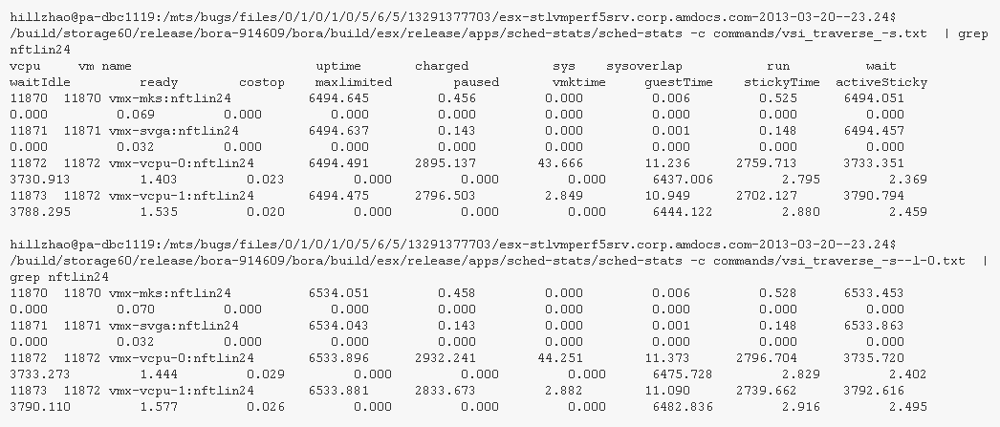 hillzhao@pa-dbc1119:/mts/bugs/files/0/1/0/1/0/5/6/5/13291377703/esx-stlvmperf5srv.corp.amdocs.com-2013-03-20--23.24$
/build/storage60/release/bora-914609/bora/build/esx/release/apps/sched-stats/sched-stats -c commands/vsi_traverse_-s.txt | grep
nftlin24
vcpu vm name uptime charged sys sysoverlap run wait
waitIdle ready costop maxlimited paused vmktime guestTime stickyTime activeSticky
11870 11870 vmx-mks:nftlin24 6494.645 0.456 0.000 0.006 0.525 6494.051
0.000 0.069 0.000 0.000 0.000 0.000 0.000 0.000 0.000
11871 11871 vmx-svga:nftlin24 6494.637 0.143 0.000 0.001 0.148 6494.457
0.000 0.032 0.000 0.000 0.000 0.000 0.000 0.000 0.000
11872 11872 vmx-vcpu-0:nftlin24 6494.491 2895.137 43.666 11.236 2759.713 3733.351
3730.913 1.403 0.023 0.000 0.000 0.000 6437.006 2.795 2.369
11873 11872 vmx-vcpu-1:nftlin24 6494.475 2796.503 2.849 10.949 2702.127 3790.794
3788.295 1.535 0.020 0.000 0.000 0.000 6444.122 2.880 2.459
hillzhao@pa-dbc1119:/mts/bugs/files/0/1/0/1/0/5/6/5/13291377703/esx-stlvmperf5srv.corp.amdocs.com-2013-03-20--23.24$
/build/storage60/release/bora-914609/bora/build/esx/release/apps/sched-stats/sched-stats -c commands/vsi_traverse_-s--l-0.txt |
grep nftlin24
11870 11870 vmx-mks:nftlin24 6534.051 0.458 0.000 0.006 0.528 6533.453
0.000 0.070 0.000 0.000 0.000 0.000 0.000 0.000 0.000
11871 11871 vmx-svga:nftlin24 6534.043 0.143 0.000 0.001 0.148 6533.863
0.000 0.032 0.000 0.000 0.000 0.000 0.000 0.000 0.000
11872 11872 vmx-vcpu-0:nftlin24 6533.896 2932.241 44.251 11.373 2796.704 3735.720
3733.273 1.444 0.029 0.000 0.000 0.000 6475.728 2.829 2.402
11873 11872 vmx-vcpu-1:nftlin24 6533.881 2833.673 2.882 11.090 2739.662 3792.616
3790.110 1.577 0.026 0.000 0.000 0.000 6482.836 2.916 2.495